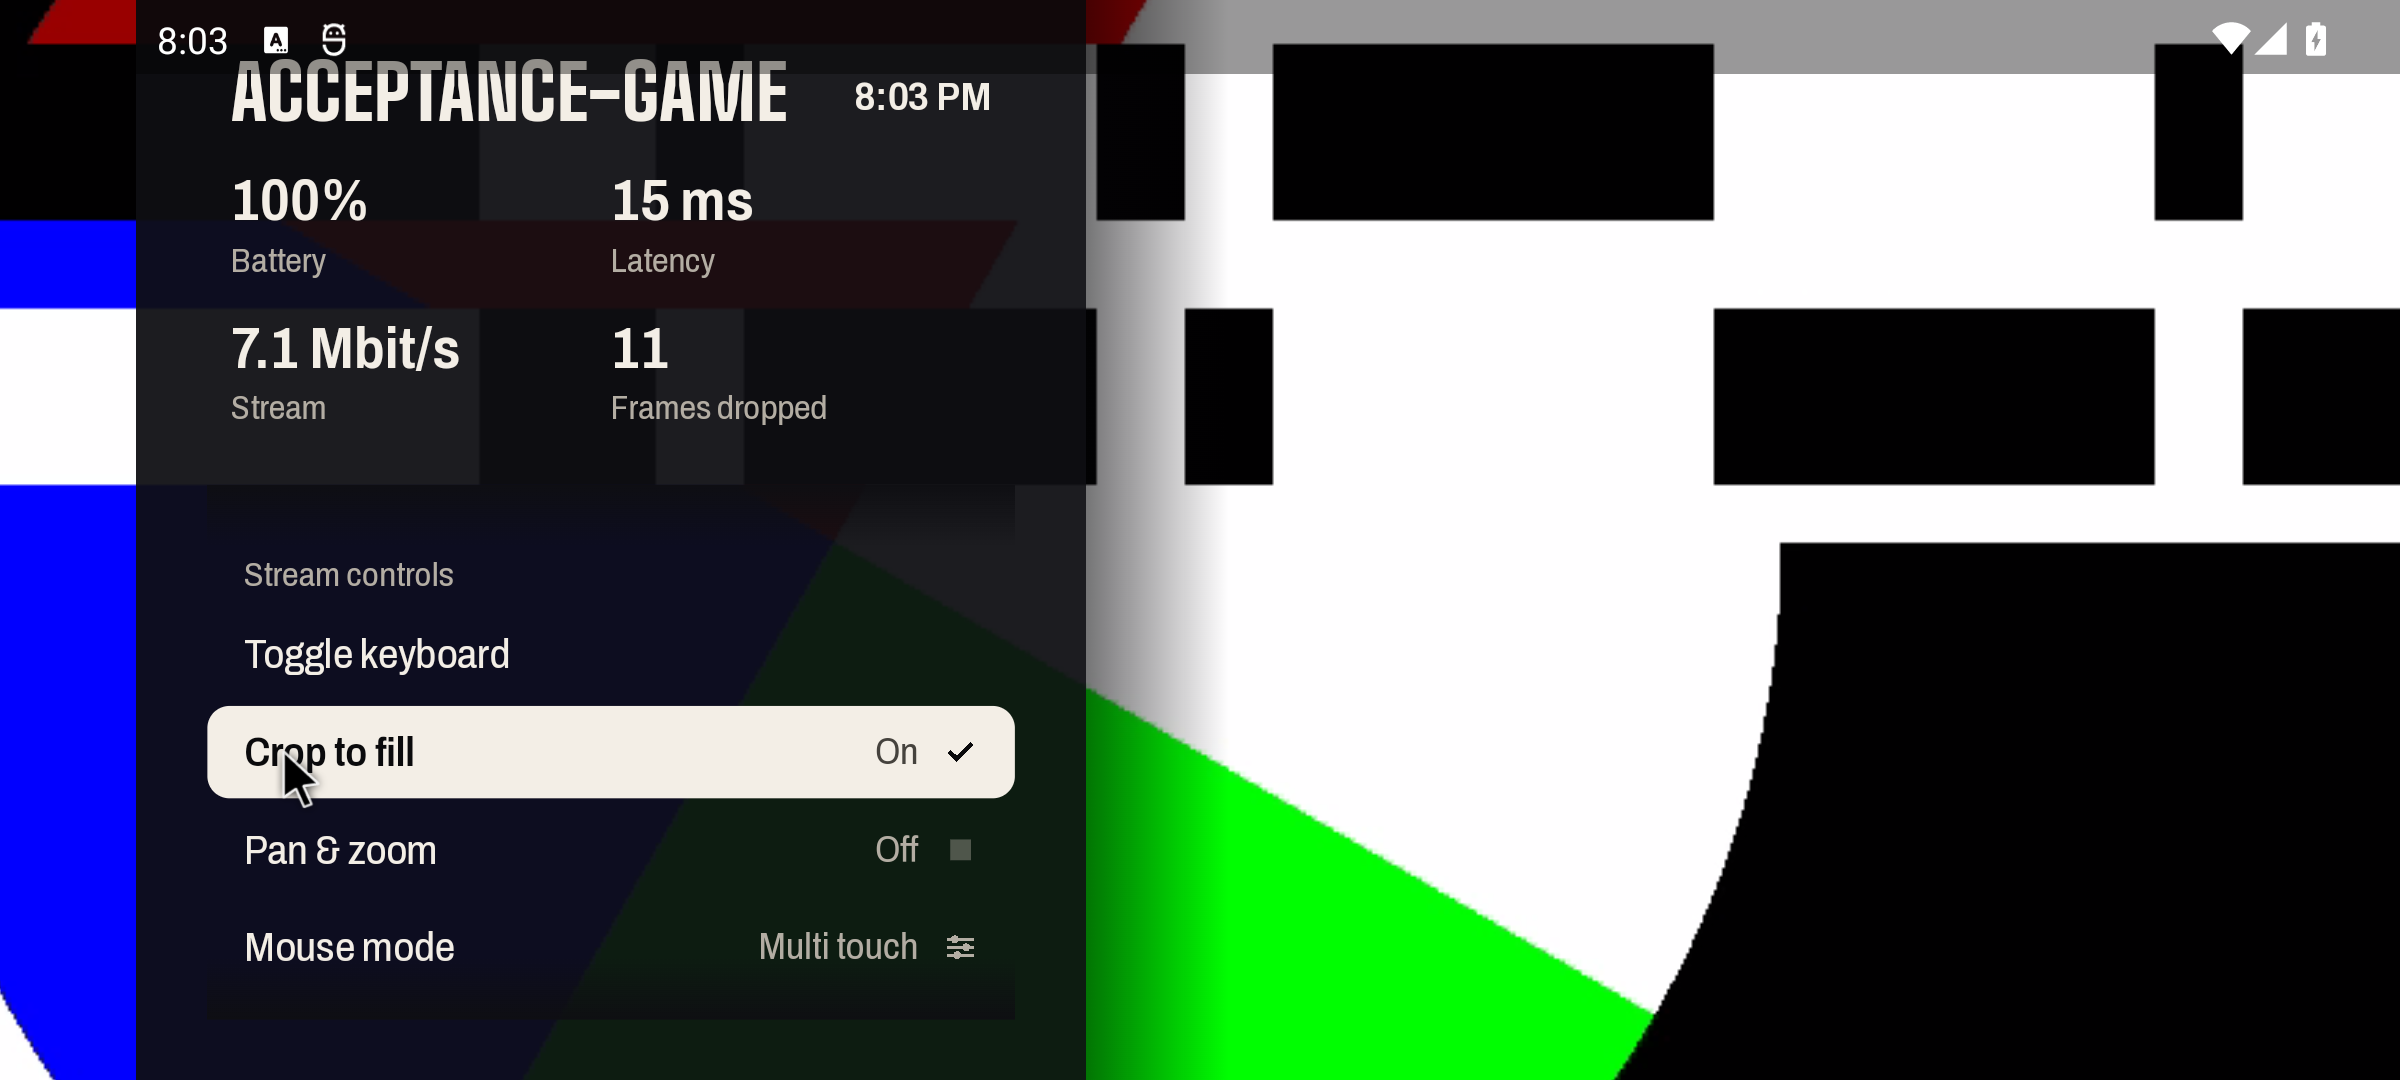 8:03
ACCEPTANCE-GAME 8:03 PM
100% 15 ms
Battery Latency
7.1 Mbit/s 11
Stream Frames dropped
Stream controls
Toggle keyboard
Crop to fill On
Pan & zoom Off
Mouse mode Multi touch